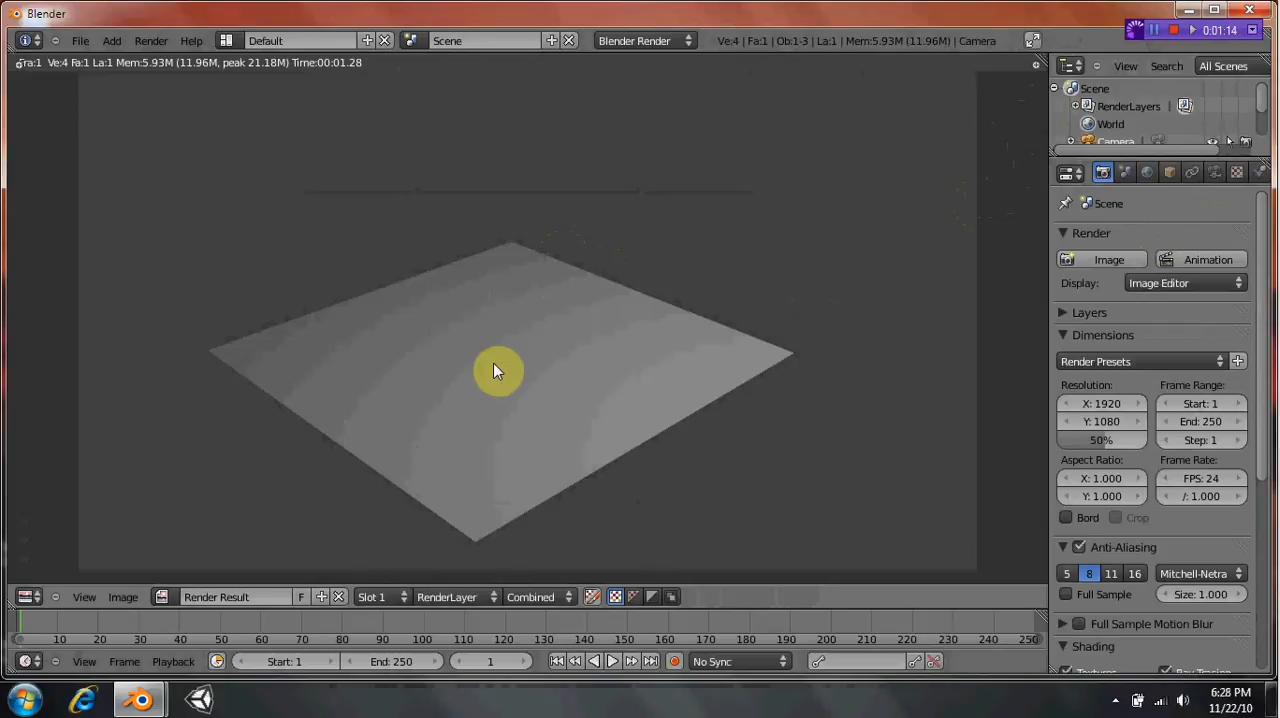 Blender
0:01:14
File Add Render Help Default Scene Blender Render Ve:4 | Fa:1 | Ob:1-3 | La:1 | Mem:5.93M (11.96M) | Camera
Fra:1 Ve:4 Fa:1 La:1 Mem:5.93M (11.96M, peak 21.18M) Time:00:01.28
View Search All Scenes
Scene
RenderLayers
World
Camera
Scene
Render
Image Animation
Display: Image Editor
Layers
Dimensions
Render Presets
Resolution: Frame Range:
X: 1920 Start: 1
Y: 1080 End: 250
50% Step: 1
Aspect Ratio: Frame Rate:
X: 1.000 FPS: 24
Y: 1.000 /: 1.000
Bord Crop
Anti-Aliasing
5 8 11 16 Mitchell-Netra
Full Sample Size: 1.000
Full Sample Motion Blur
Shading
Textures Ray Tracing
View Image Render Result F Slot 1 RenderLayer Combined
0 10 20 30 40 50 60 70 80 90 100 110 120 130 140 150 160 170 180 190 200 210 220 230 240 250
View Frame Playback Start: 1 End: 250 1 No Sync
6:28 PM
11/22/10